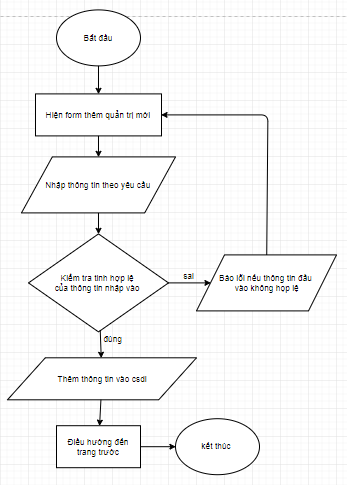 Bắt đầu
Hiện form thêm quản trị mới
Nhập thông tin theo yêu cầu
Kiểm tra tính hợp lệ
của thông tin nhập vào
sai
Báo lỗi nếu thông tin đầu
vào không hợp lệ
đúng
Thêm thông tin vào csdl
Điều hướng đến
trang trước
kết thúc